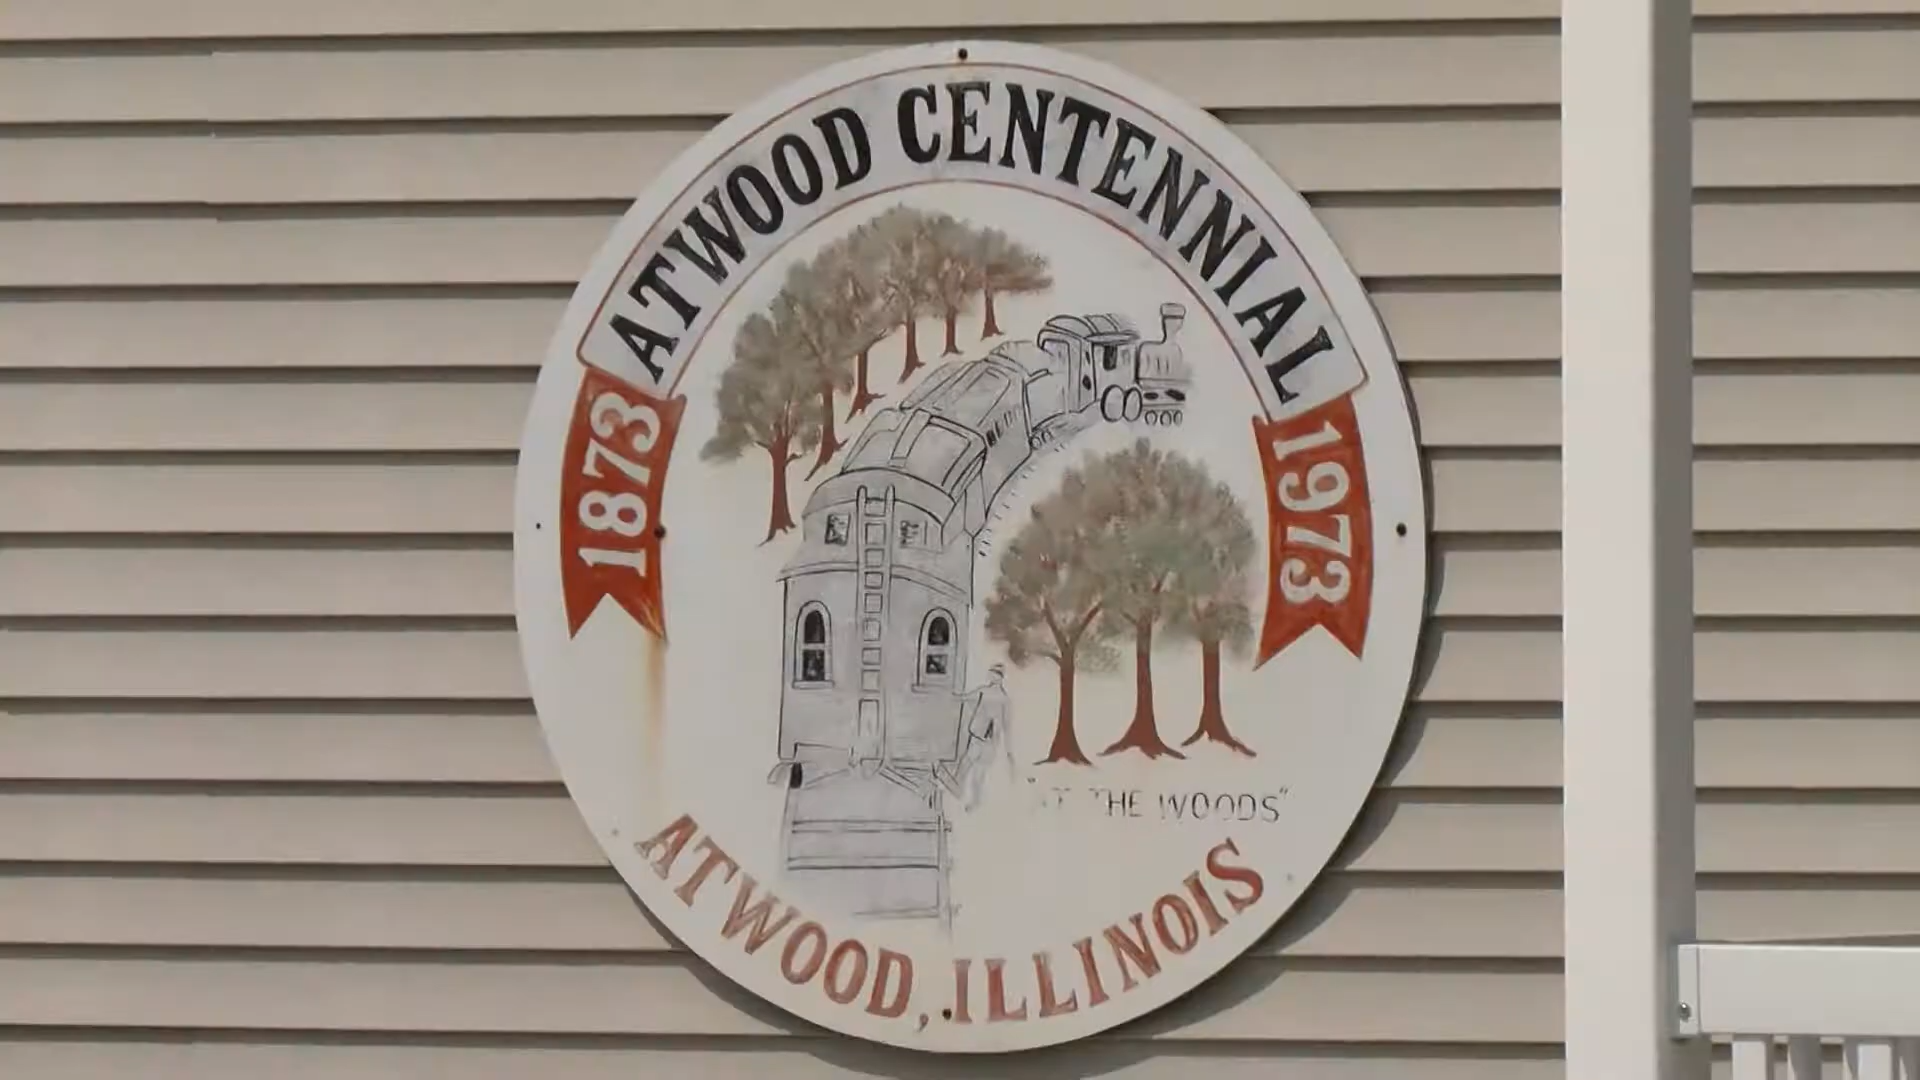 ATWOOD CENTENNIAL
1873
1973
THE WOODS"
ATWOOD, ILLINOIS